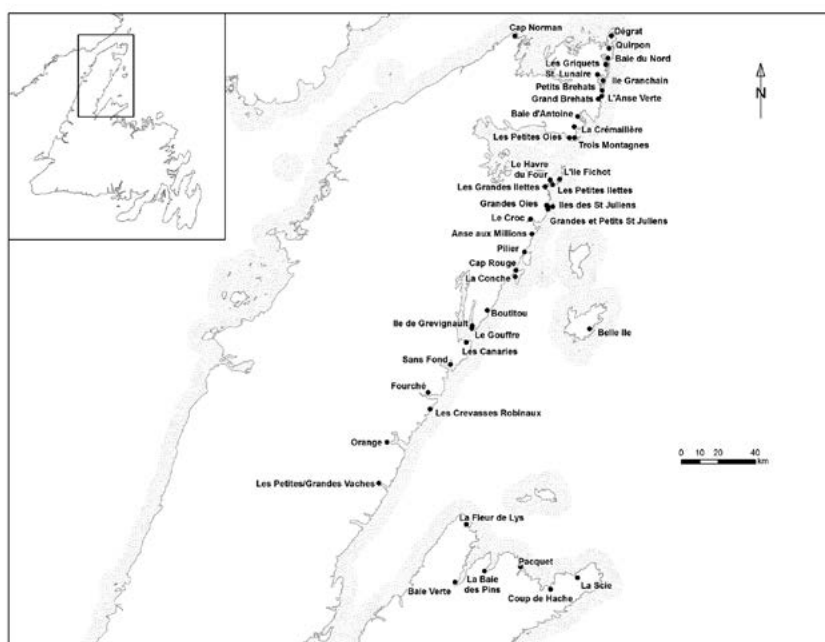 Cap Norman
Dégrat
Quirpon
Baie du Nord
Les Griquets
St. Lunaire
Ile Granchain
Petits Brehats
Grand Brehats
L'Anse Verte
Baie d'Antoine
La Crémaillère
Les Petites Oies
Trois Montagnes
N
Le Havre
du Four
L'Ile Fichot
Les Grandes Ilettes
Les Petites Ilettes
Grandes Oies
Iles des St Juliens
Le Croc
Grandes et Petits St Juliens
Anse aux Millions
Pilier
Cap Rouge
La Conche
Boutitou
Ile de Grevignault
Le Gouffre
Belle Ile
Les Canaries
Sans Fond
Fourché
Les Crevasses Robinaux
Orange
0 10 20 40
km
Les Petites/Grandes Vaches
La Fleur de Lys
Pacquet
La Baie
des Pins
La Scie
Baie Verte
Coup de Hache